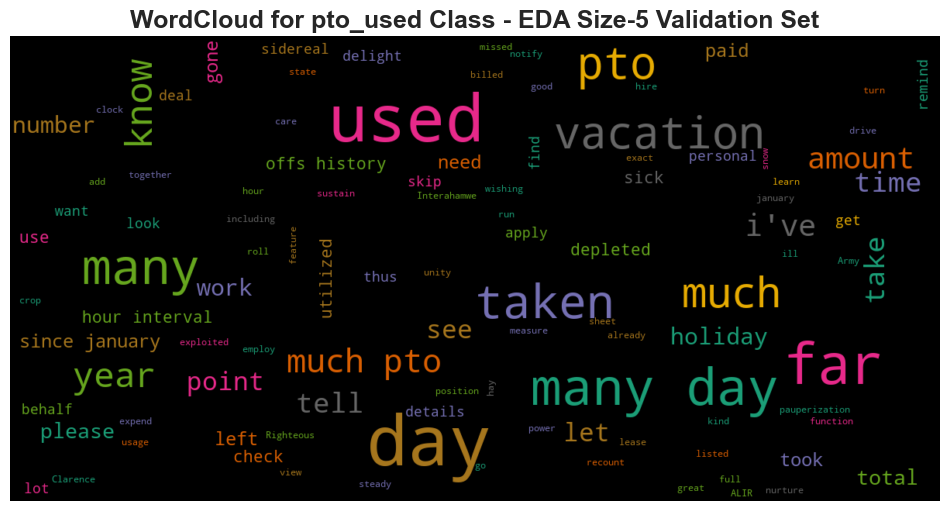 WordCloud for pto_used Class - EDA Size-5 Validation Set
missed
sidereal
gone
delight
notify
pto
paid
state
billed
good
hire
remind
know
deal
turn
clock
number
care
used
vacation
drive
find
offs history
need
exact
personal
snow
amount
time
add
together
hour
sustain
skip
Interahamwe
wishing
sick
learn
january
want
look
including
run
i've
get
use
feature
apply
depleted
ill
Army
take
many
roll
utilized
thus
unity
work
taken
much
crop
hour interval
measure
sheet
already
since january
exploited
employ
see
holiday
far
year
point
much pto
tell
position
hay
many day
behalf
details
kind
pauperization
function
please
expend
usage
left
Righteous
day
power
let
lease
check
view
go
recount
listed
took
lot
Clarence
steady
great
full
ALIR
nurture
total